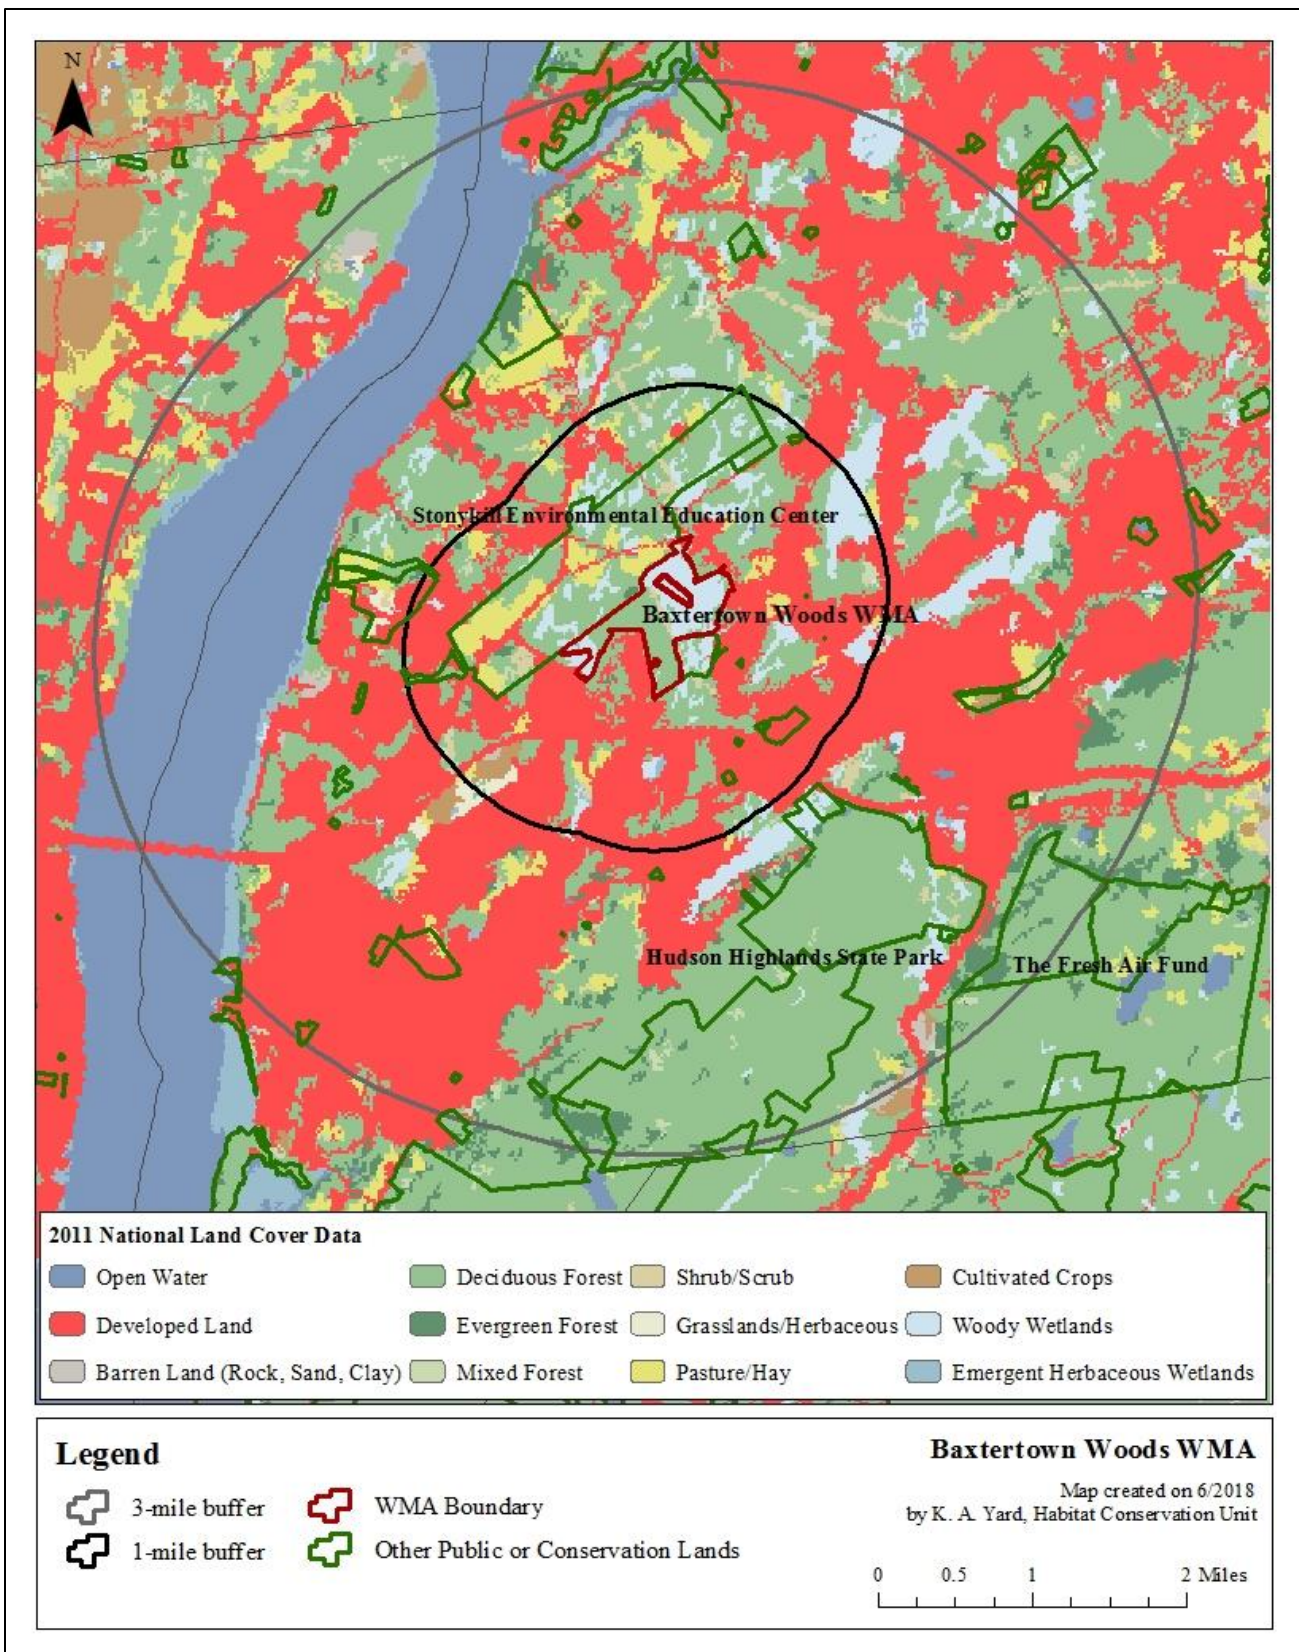 N
Stonykill Environmental Education Center
Baxtertown Woods WMA
Hudson Highlands State Park
The Fresh Air Fund
2011 National Land Cover Data
Open Water
Deciduous Forest
Shrub/Scrub
Cultivated Crops
Developed Land
Evergreen Forest
Grasslands/Herbaceous
Woody Wetlands
Barren Land (Rock, Sand, Clay)
Mixed Forest
Pasture/Hay
Emergent Herbaceous Wetlands
Legend
3-mile buffer
1-mile buffer
WMA Boundary
Other Public or Conservation Lands
Baxtertown Woods WMA
Map created on 6/2018
by K. A. Yard, Habitat Conservation Unit
0 0.5 1 2 Miles